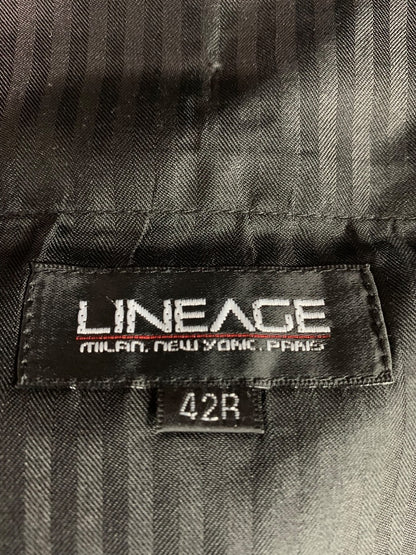 LINEAGE
MILAN, NEW YORK, PARIS
42R